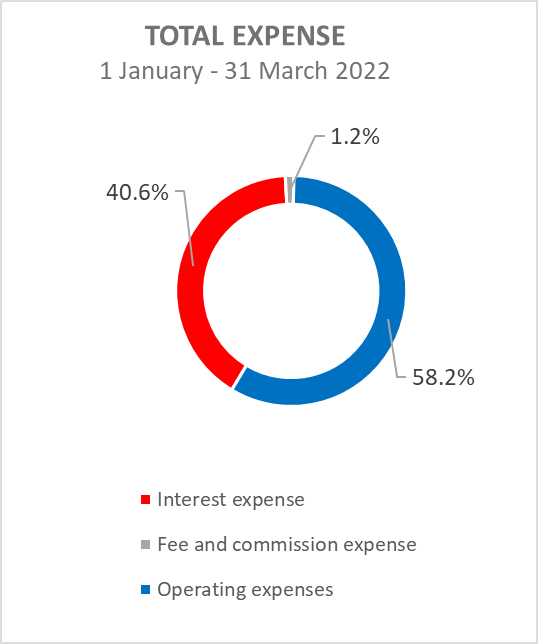 TOTAL EXPENSE
1 January - 31 March 2022
1.2%
40.6%
58.2%
Interest expense
Fee and commission expense
Operating expenses